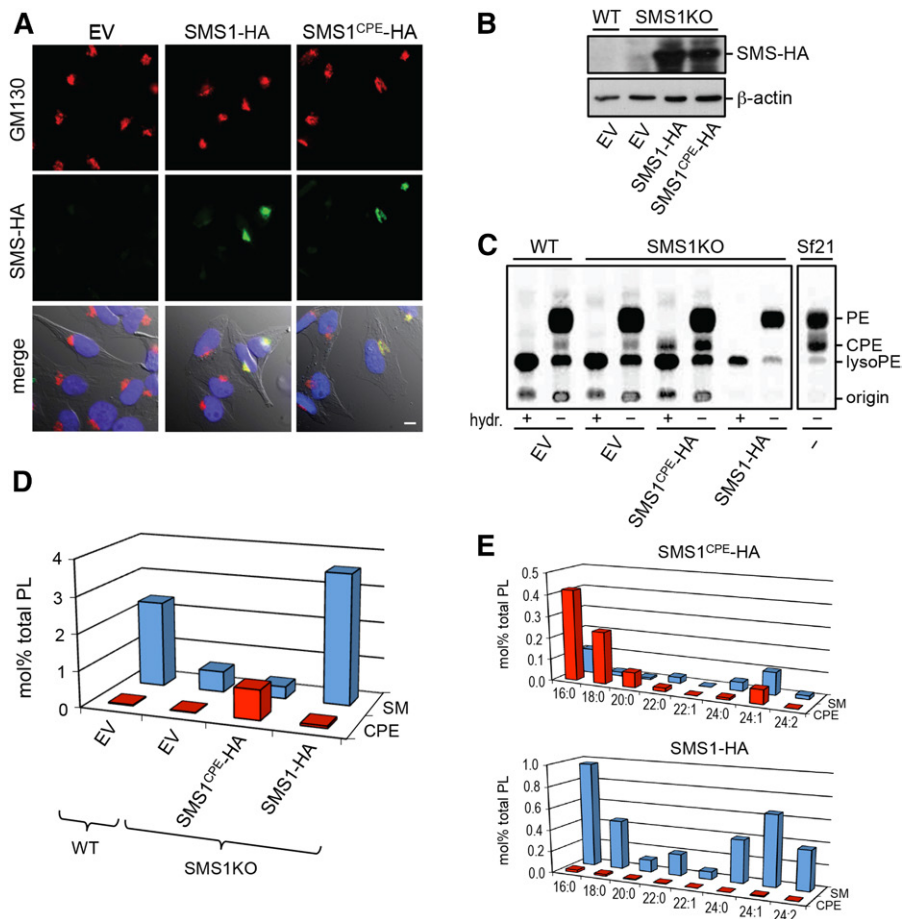 A
EV
SMS1-HA
SMS1CPE-HA
GM130
SMS-HA
merge
B
WT
SMS1KO
SMS-HA
β-actin
EV
EV
SMS1-HA
SMS1CPE-HA
C
WT
SMS1KO
Sf21
PE
CPE
lysoPE
origin
hydr.
+ − + − + − + − −
EV
EV
SMS1CPE-HA
SMS1-HA
-
D
mol% total PL
4
3
2
1
0
SM
CPE
EV
EV
SMS1CPE-HA
SMS1-HA
WT
SMS1KO
E
SMS1CPE-HA
mol% total PL
0.5
0.4
0.3
0.2
0.1
0.0
16:0 18:0 20:0 22:0 22:1 24:0 24:1 24:2
SM
CPE
SMS1-HA
mol% total PL
1.0
0.8
0.6
0.4
0.2
0.0
16:0 18:0 20:0 22:0 22:1 24:0 24:1 24:2
SM
CPE